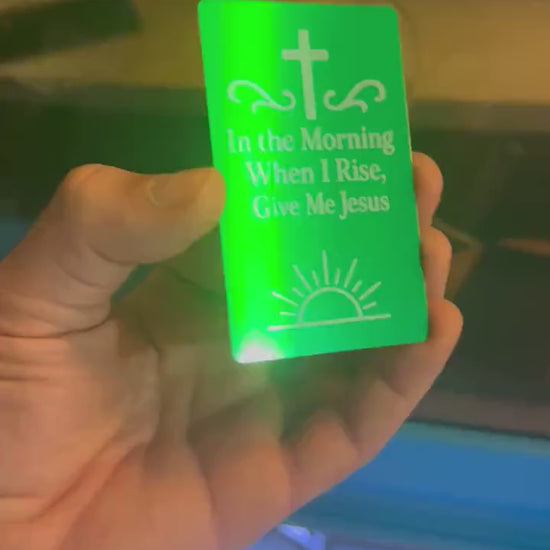 In the Morning
When I Rise,
Give Me Jesus